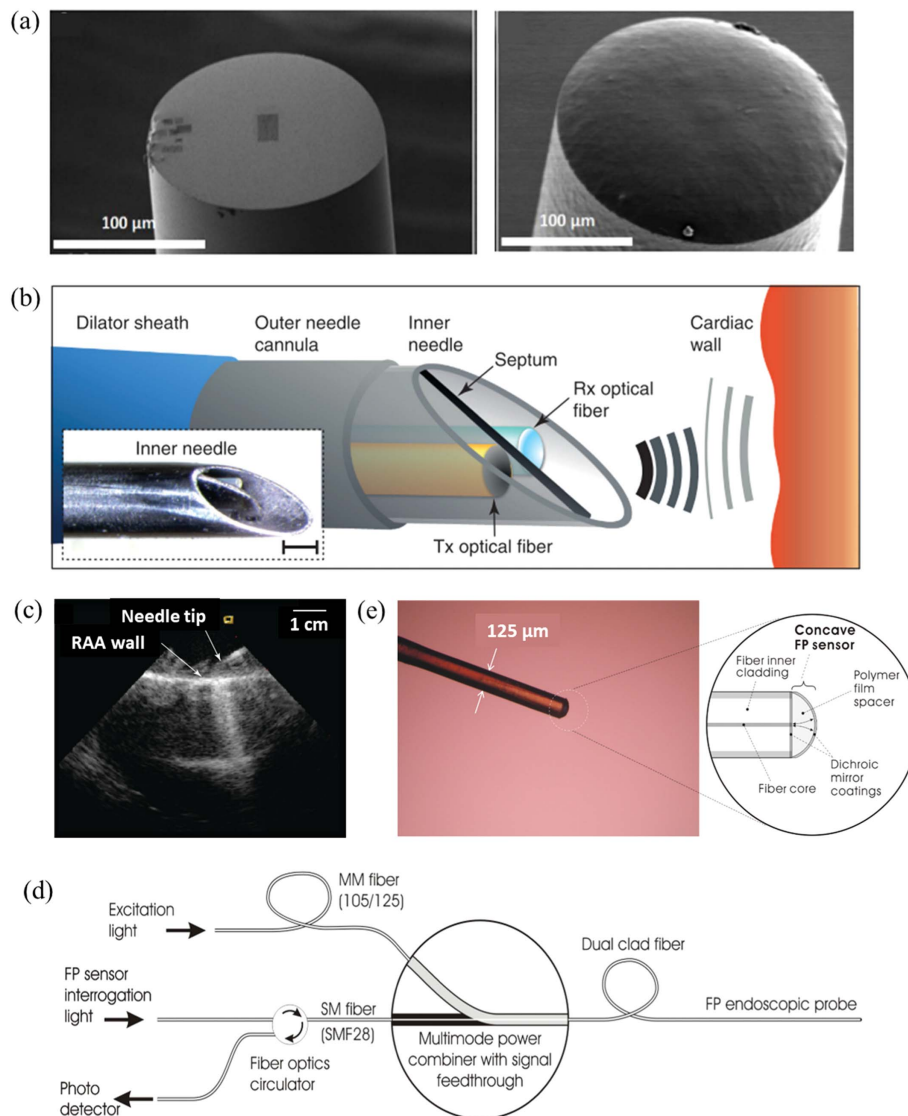 (a)
100 µm
100 µm
(b)
Dilator sheath
Outer needle
cannula
Inner
needle
Septum
Rx optical
fiber
Cardiac
wall
Inner needle
Tx optical fiber
(c)
Needle tip
RAA wall
1 cm
(e)
125 µm
Concave
FP sensor
Fiber inner
cladding
Polymer
film
spacer
Dichroic
mirror
coatings
Fiber core
(d)
MM fiber
(105/125)
Excitation
light
Dual clad fiber
FP sensor
interrogation
light
SM fiber
(SMF28)
FP endoscopic probe
Multimode power
combiner with signal
feedthrough
Fiber optics
circulator
Photo
detector